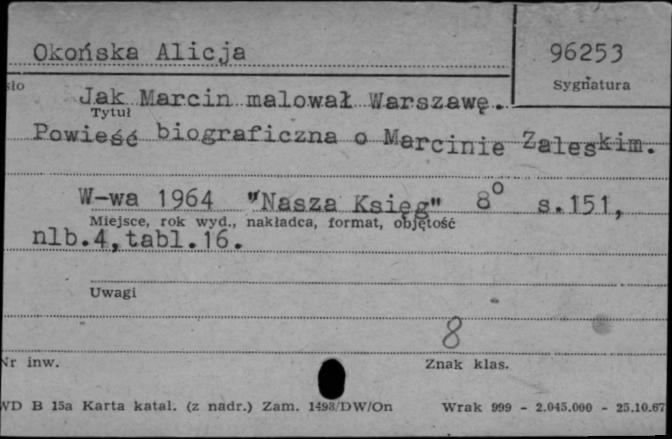 Okońska Alicja
96253
Sygnatura
Jak Marcin malował Warszawę.
Tytuł
Powieść biograficzna o Marcinie Zaleskim.
W-wa 1964 "Nasza Księg" 8° s.151,
Miejsce, rok wyd., nakładca, format, objętość
nlb.4,tabl.16.
Uwagi
8
Nr inw.
Znak klas.
WD B 15a Karta katal. (z nadr.) Zam. 1493/DW/On
Wrak 999 - 2.045.000 - 25.10.67